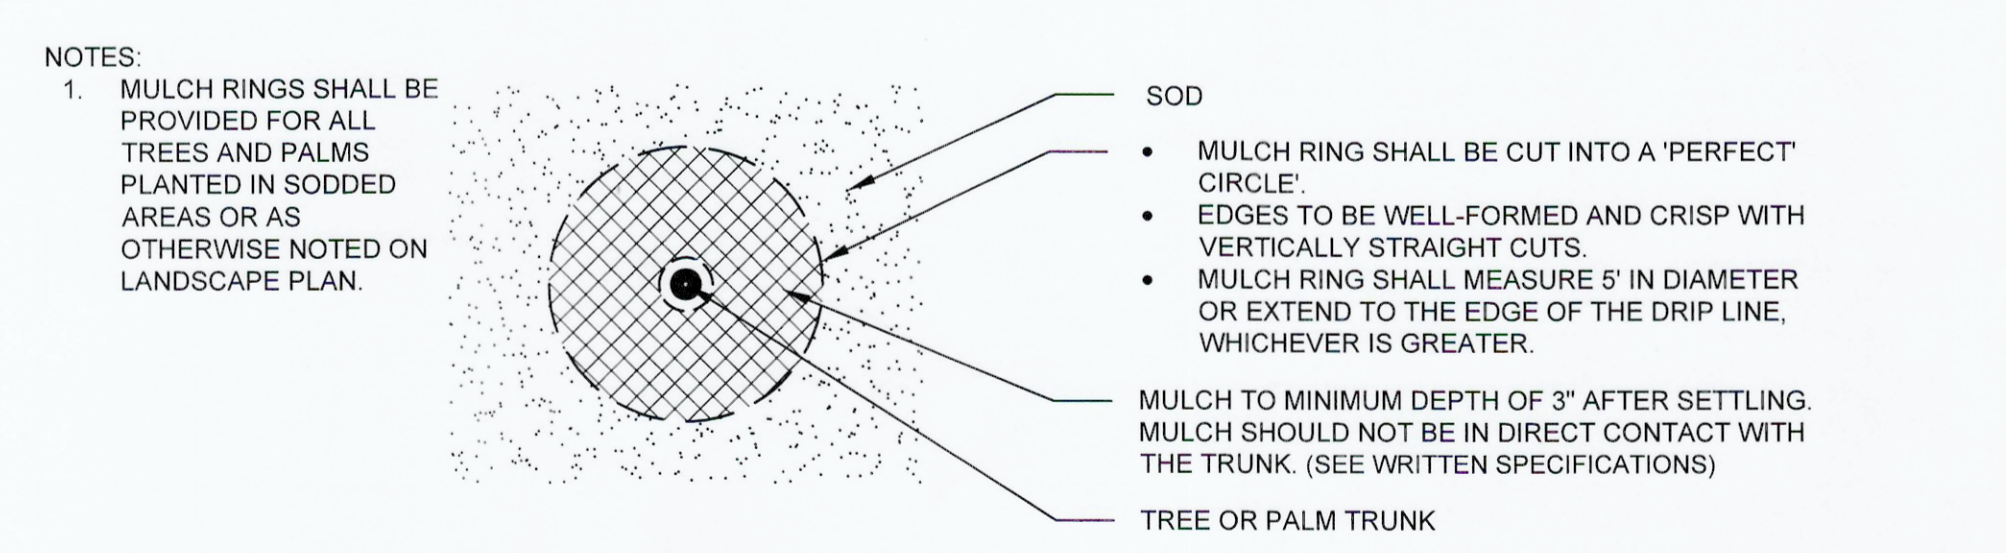 NOTES:
1. MULCH RINGS SHALL BE
PROVIDED FOR ALL
TREES AND PALMS
PLANTED IN SODDED
AREAS OR AS
OTHERWISE NOTED ON
LANDSCAPE PLAN.
SOD
• MULCH RING SHALL BE CUT INTO A 'PERFECT'
CIRCLE'.
• EDGES TO BE WELL-FORMED AND CRISP WITH
VERTICALLY STRAIGHT CUTS.
• MULCH RING SHALL MEASURE 5' IN DIAMETER
OR EXTEND TO THE EDGE OF THE DRIP LINE,
WHICHEVER IS GREATER.
MULCH TO MINIMUM DEPTH OF 3" AFTER SETTLING.
MULCH SHOULD NOT BE IN DIRECT CONTACT WITH
THE TRUNK. (SEE WRITTEN SPECIFICATIONS)
TREE OR PALM TRUNK